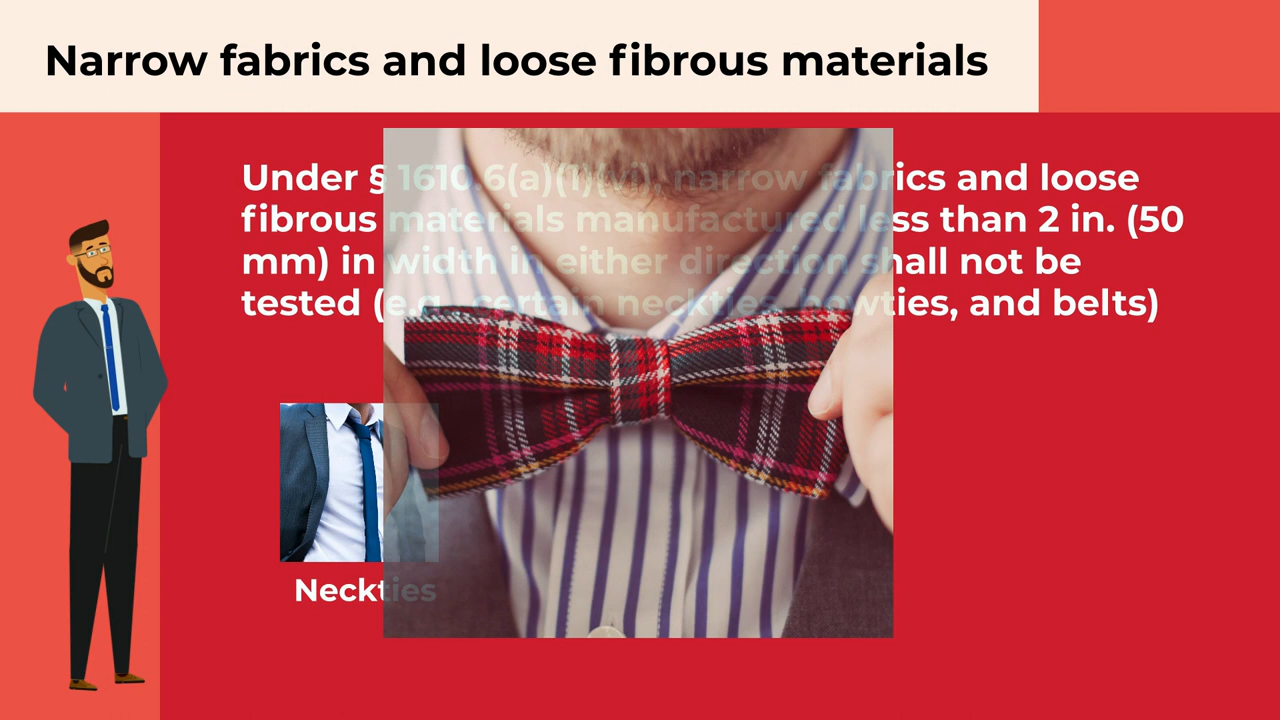 Narrow fabrics and loose fibrous materials
Under § 1610.6(a)(1)(vi), narrow fabrics and loose
fibrous materials manufactured less than 2 in. (50
mm) in width in either direction shall not be
tested (e.g., certain neckties, bowties, and belts)
Neckties